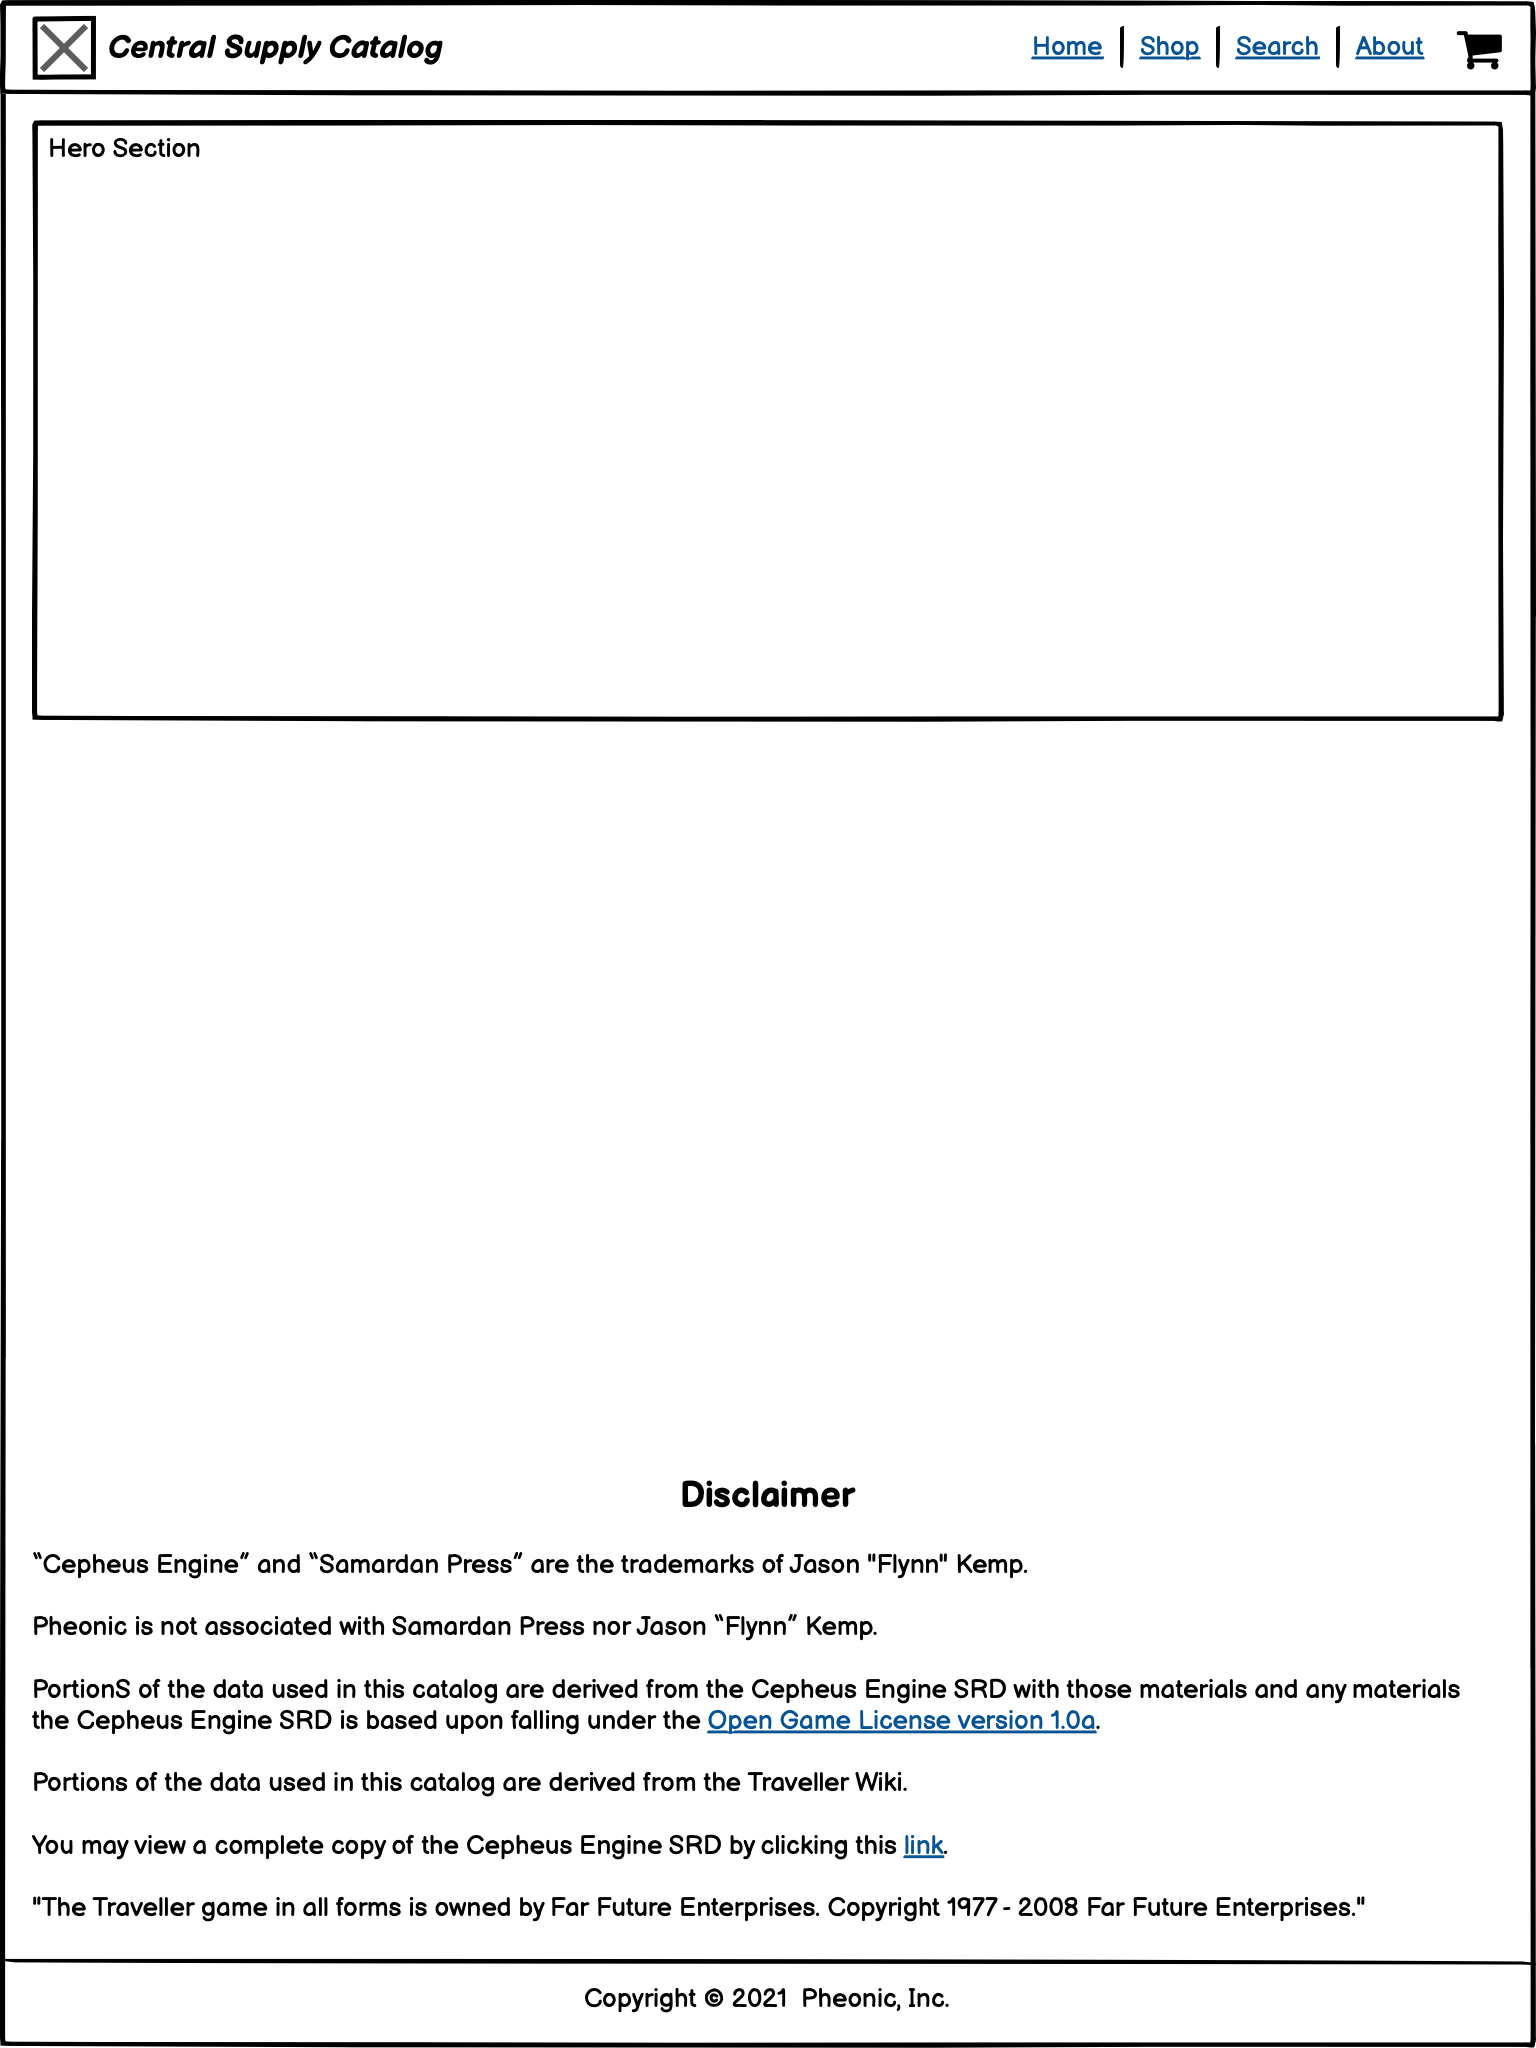 Central Supply Catalog
Home
Shop
Search
About
Hero Section
Disclaimer
“Cepheus Engine” and “Samardan Press” are the trademarks of Jason "Flynn" Kemp.
Pheonic is not associated with Samardan Press nor Jason “Flynn” Kemp.
PortionS of the data used in this catalog are derived from the Cepheus Engine SRD with those materials and any materials
the Cepheus Engine SRD is based upon falling under the Open Game License version 1.0a.
Portions of the data used in this catalog are derived from the Traveller Wiki.
You may view a complete copy of the Cepheus Engine SRD by clicking this link.
"The Traveller game in all forms is owned by Far Future Enterprises. Copyright 1977 - 2008 Far Future Enterprises."
Copyright © 2021  Pheonic, Inc.